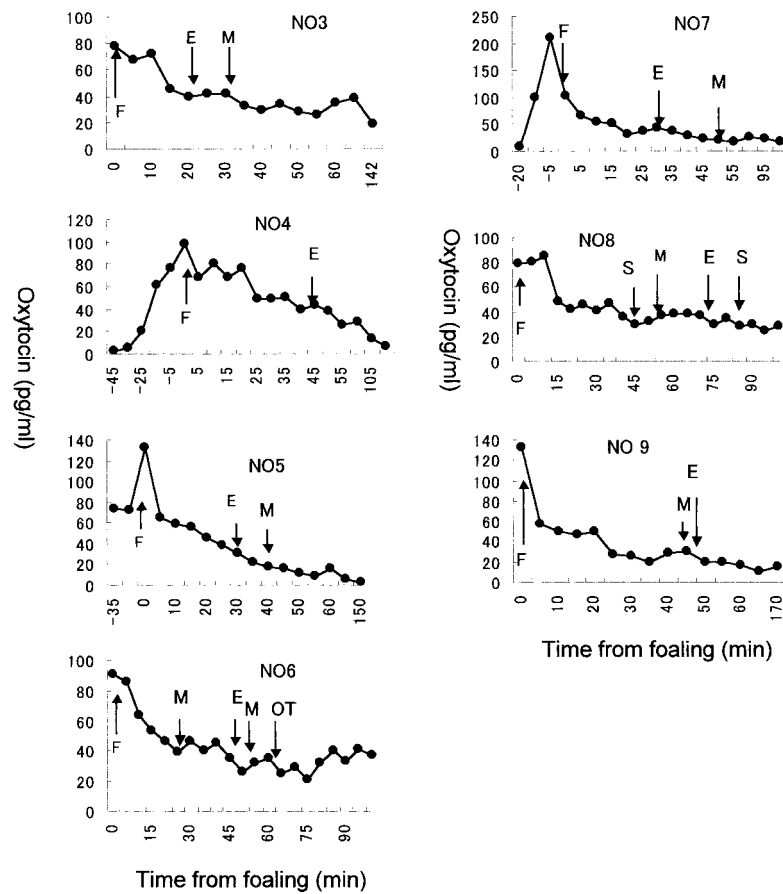 NO3
80
60
40
20
0
E M
F
0 10 20 30 40 50 60 142
NO4
120
100
80
60
40
20
0
E
F
-45 -25 -5 5 15 25 45 105
NO5
140
120
100
80
60
40
20
0
E M
F
-35 0 10 20 30 40 50 60 150
NO6
100
80
60
40
20
0
M E M OT
F
0 15 30 45 60 75 90
Oxytocin (pg/ml)
Time from foaling (min)
NO7
250
200
150
100
50
0
F E M
-20 -5 5 15 25 35 55 95
NO8
100
80
60
40
20
0
S M E S
F
0 15 30 45 60 75 90
NO 9
140
120
100
80
60
40
20
0
E
M
F
0 10 20 30 40 50 60 170
Oxytocin (pg/ml)
Time from foaling (min)